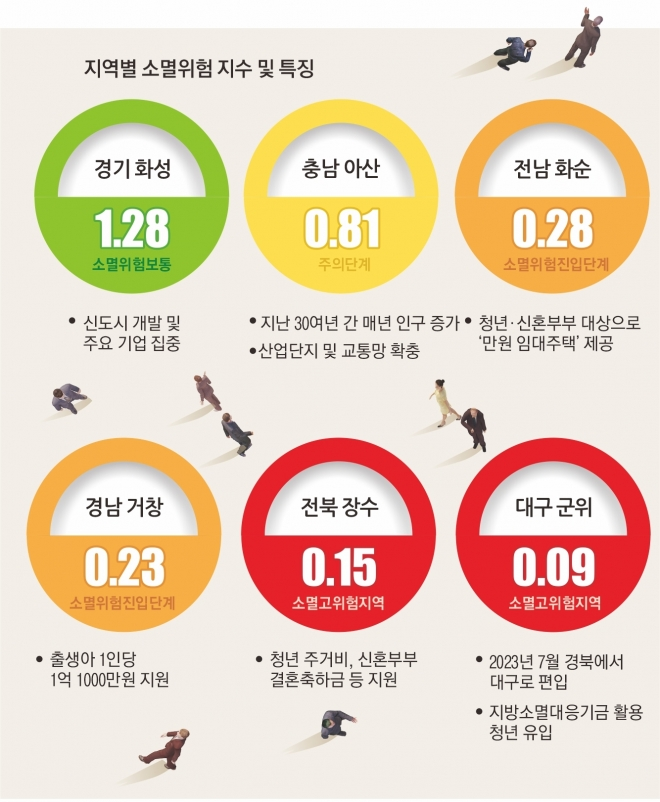 지역별 소멸위험 지수 및 특징
경기 화성
1.28
소멸위험보통
• 신도시 개발 및
주요 기업 집중
충남 아산
0.81
주의단계
• 지난 30여년 간 매년 인구 증가
• 산업단지 및 교통망 확충
전남 화순
0.28
소멸위험진입단계
• 청년·신혼부부 대상으로
‘만원 임대주택’ 제공
경남 거창
0.23
소멸위험진입단계
• 출생아 1인당
1억 1000만원 지원
전북 장수
0.15
소멸고위험지역
• 청년 주거비, 신혼부부
결혼축하금 등 지원
대구 군위
0.09
소멸고위험지역
• 2023년 7월 경북에서
대구로 편입
• 지방소멸대응기금 활용
청년 유입